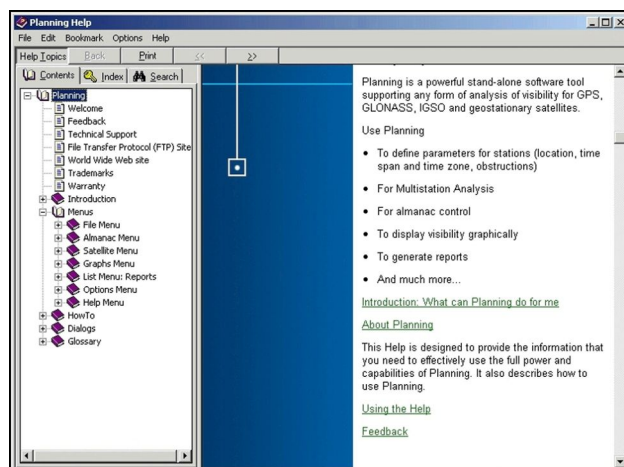 Planning Help
File Edit Bookmark Options Help
Help Topics Back Print << >>
Contents Index Search
Planning
Welcome
Feedback
Technical Support
File Transfer Protocol (FTP) Site
World Wide Web site
Trademarks
Warranty
Introduction
Menus
File Menu
Almanac Menu
Satellite Menu
Graphs Menu
List Menu: Reports
Options Menu
Help Menu
HowTo
Dialogs
Glossary
Planning is a powerful stand-alone software tool
supporting any form of analysis of visibility for GPS,
GLONASS, IGSO and geostationary satellites.
Use Planning
• To define parameters for stations (location, time
span and time zone, obstructions)
• For Multistation Analysis
• For almanac control
• To display visibility graphically
• To generate reports
• And much more...
Introduction: What can Planning do for me
About Planning
This Help is designed to provide the information that
you need to effectively use the full power and
capabilities of Planning. It also describes how to
use Planning.
Using the Help
Feedback